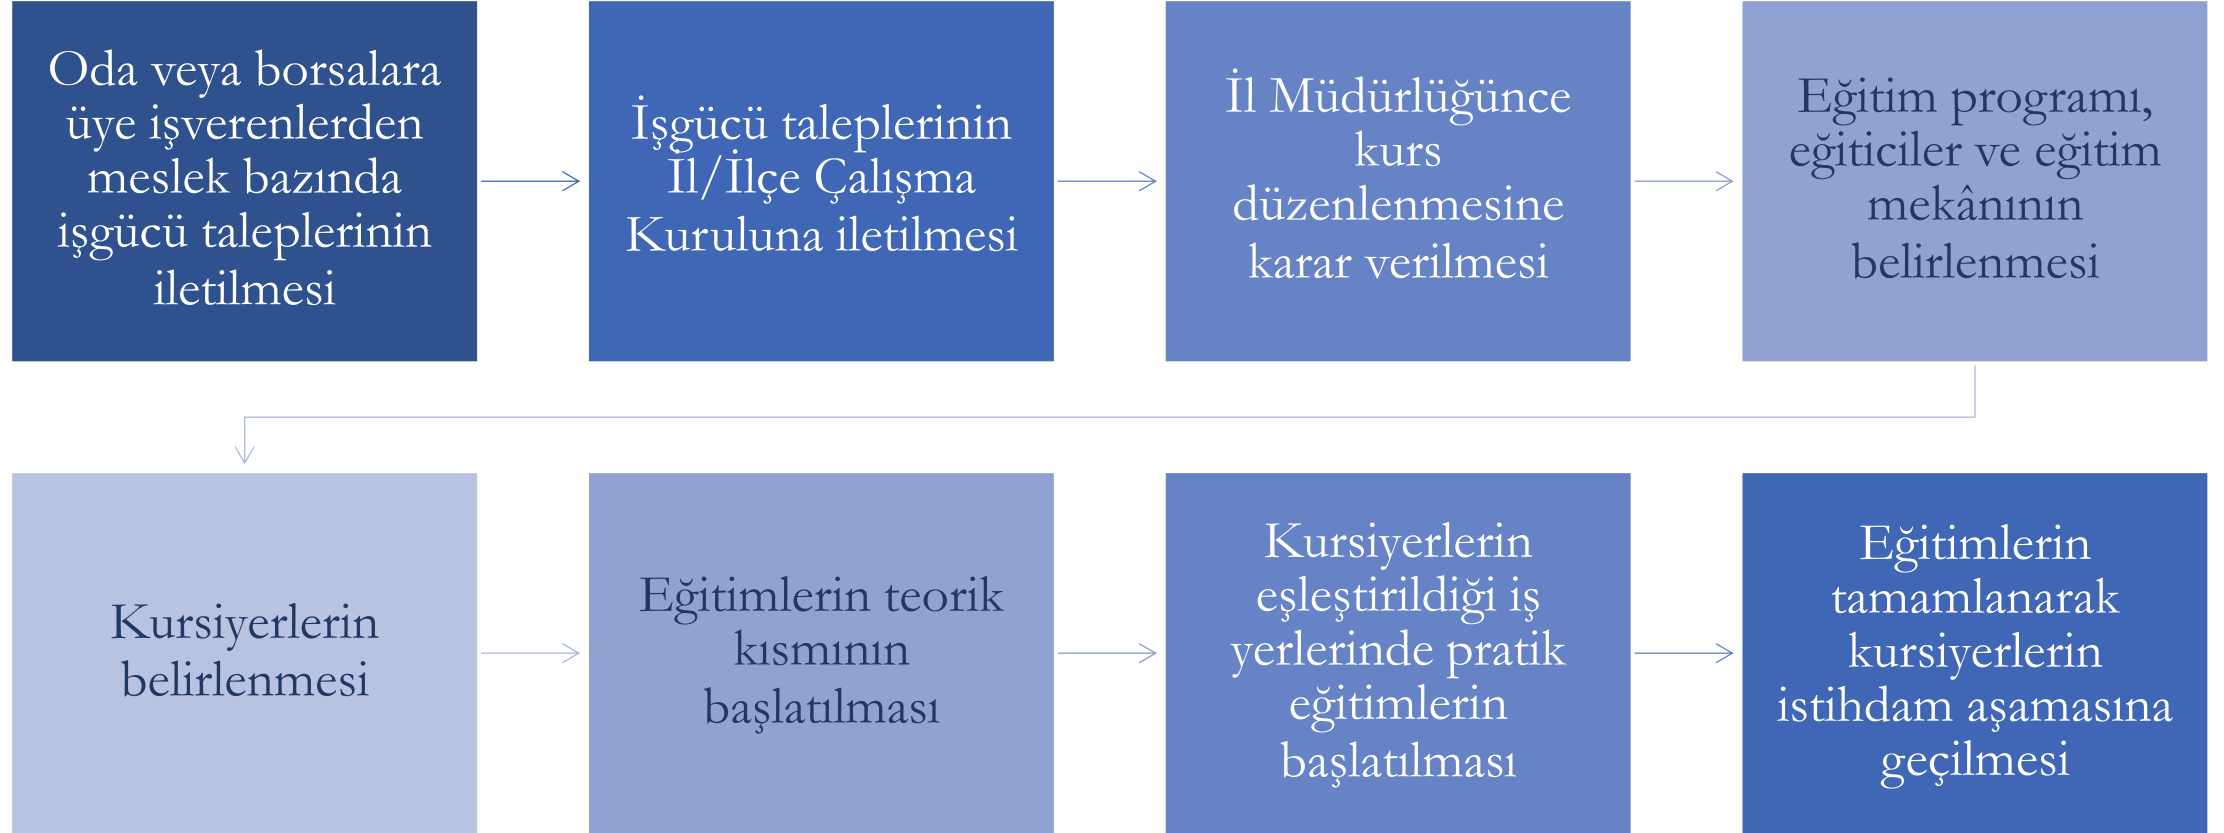 Oda veya borsalara
üye işverenlerden
meslek bazında
işgücü taleplerinin
iletilmesi
İşgücü taleplerinin
İl/İlçe Çalışma
Kuruluna iletilmesi
İl Müdürlüğünce
kurs
düzenlenmesine
karar verilmesi
Eğitim programı,
eğiticiler ve eğitim
mekânının
belirlenmesi
Kursiyerlerin
belirlenmesi
Eğitimlerin teorik
kısmının
başlatılması
Kursiyerlerin
eşleştirildiği iş
yerlerinde pratik
eğitimlerin
başlatılması
Eğitimlerin
tamamlanarak
kursiyerlerin
istihdam aşamasına
geçilmesi